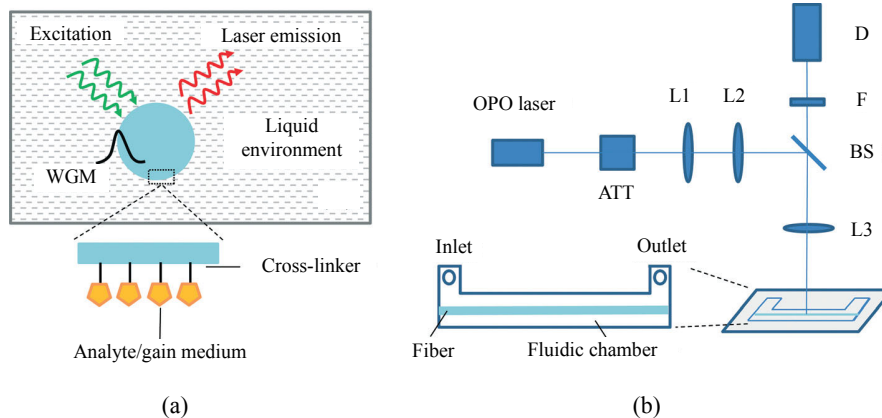 Excitation
Laser emission
Liquid
environment
WGM
Cross-linker
Analyte/gain medium
(a)
D
F
OPO laser
L1
L2
BS
ATT
L3
Inlet
Outlet
Fiber
Fluidic chamber
(b)